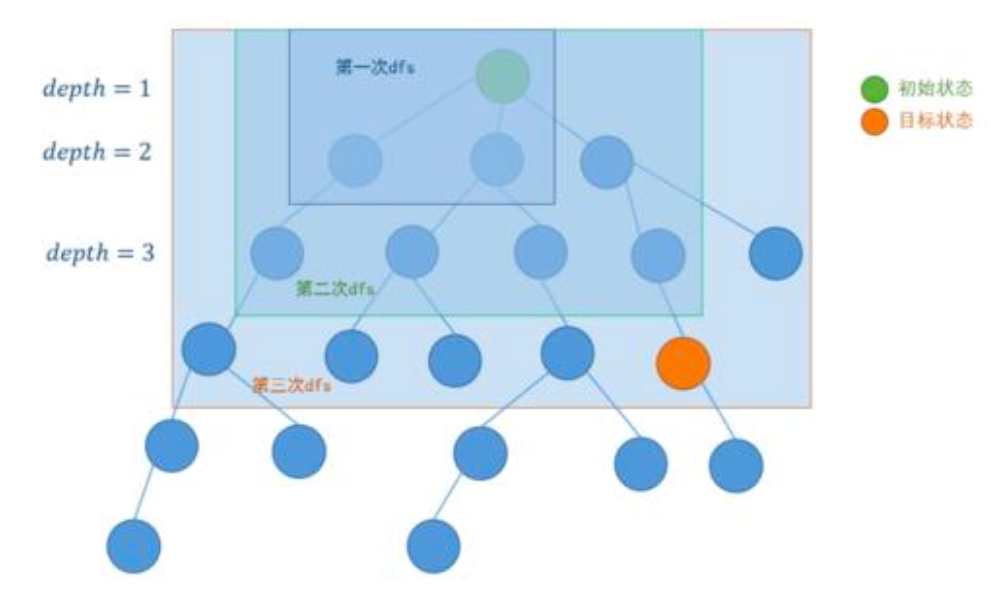 第一次dfs
depth = 1
初始状态
目标状态
depth = 2
depth = 3
第二次dfs
第三次dfs